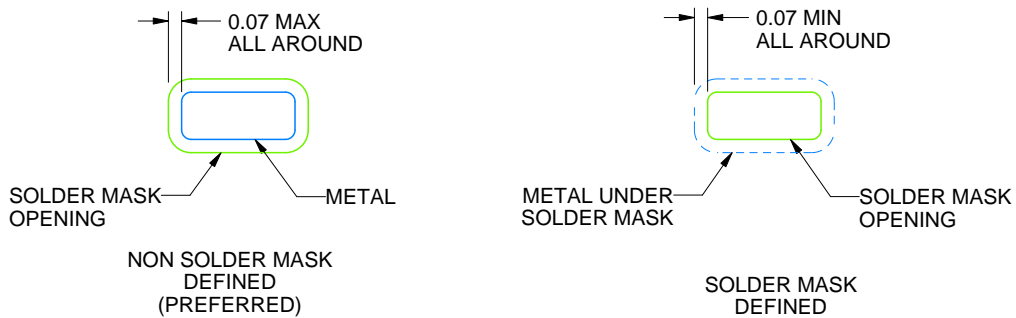 0.07 MAX
ALL AROUND
SOLDER MASK
OPENING
METAL
NON SOLDER MASK
DEFINED
(PREFERRED)
0.07 MIN
ALL AROUND
METAL UNDER
SOLDER MASK
SOLDER MASK
OPENING
SOLDER MASK
DEFINED